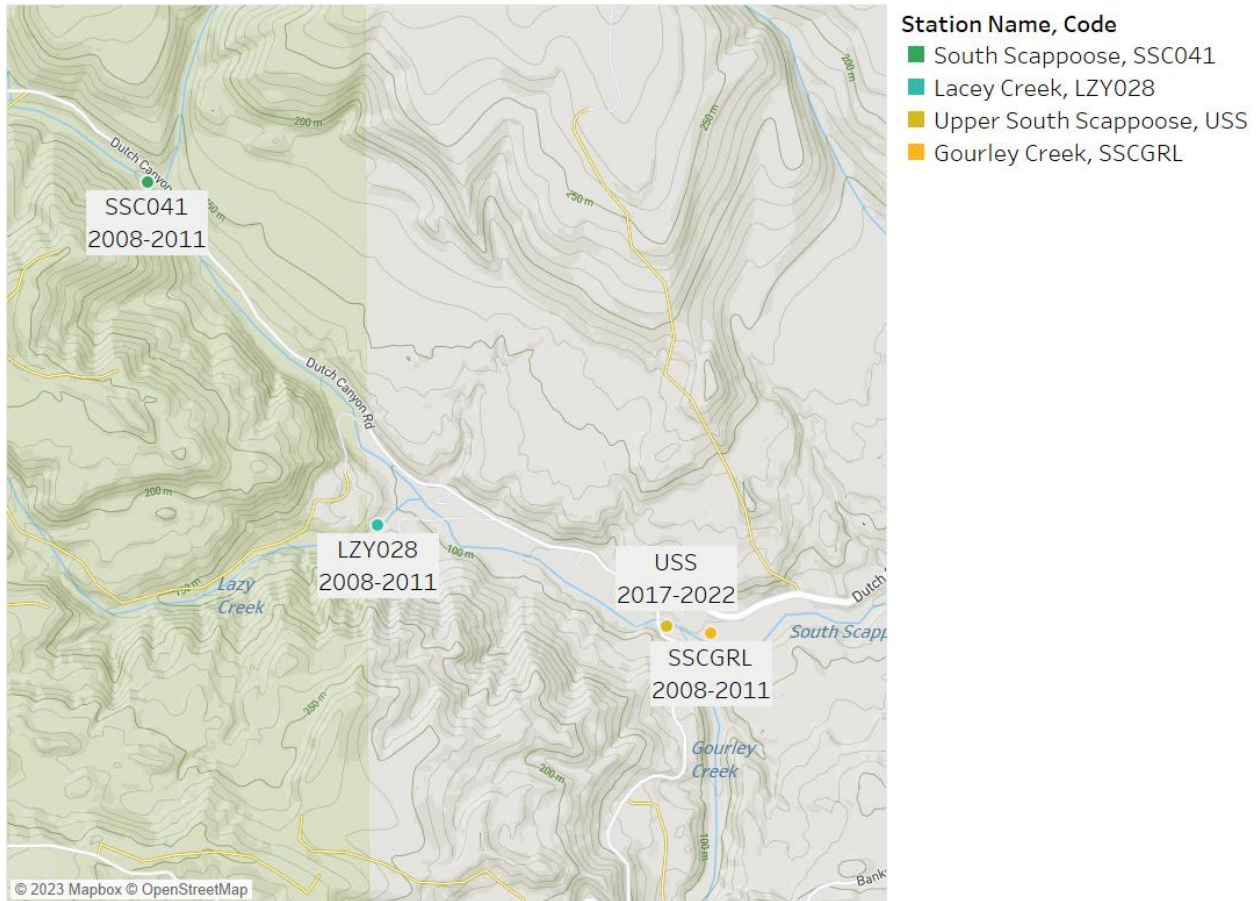 Station Name, Code
South Scappoose, SSC041
Lacey Creek, LZY028
Upper South Scappoose, USS
Gourley Creek, SSCGRL
200 m
250 m
200 m
250 m
Dutch Canyon
SSC041
2008-2011
Dutch Canyon Rd
200 m
LZY028
2008-2011
100 m
Lazy
Creek
USS
2017-2022
Dutch
South Scapp
SSCGRL
2008-2011
250 m
Gourley
Creek
200 m
100 m
Bank
© 2023 Mapbox © OpenStreetMap